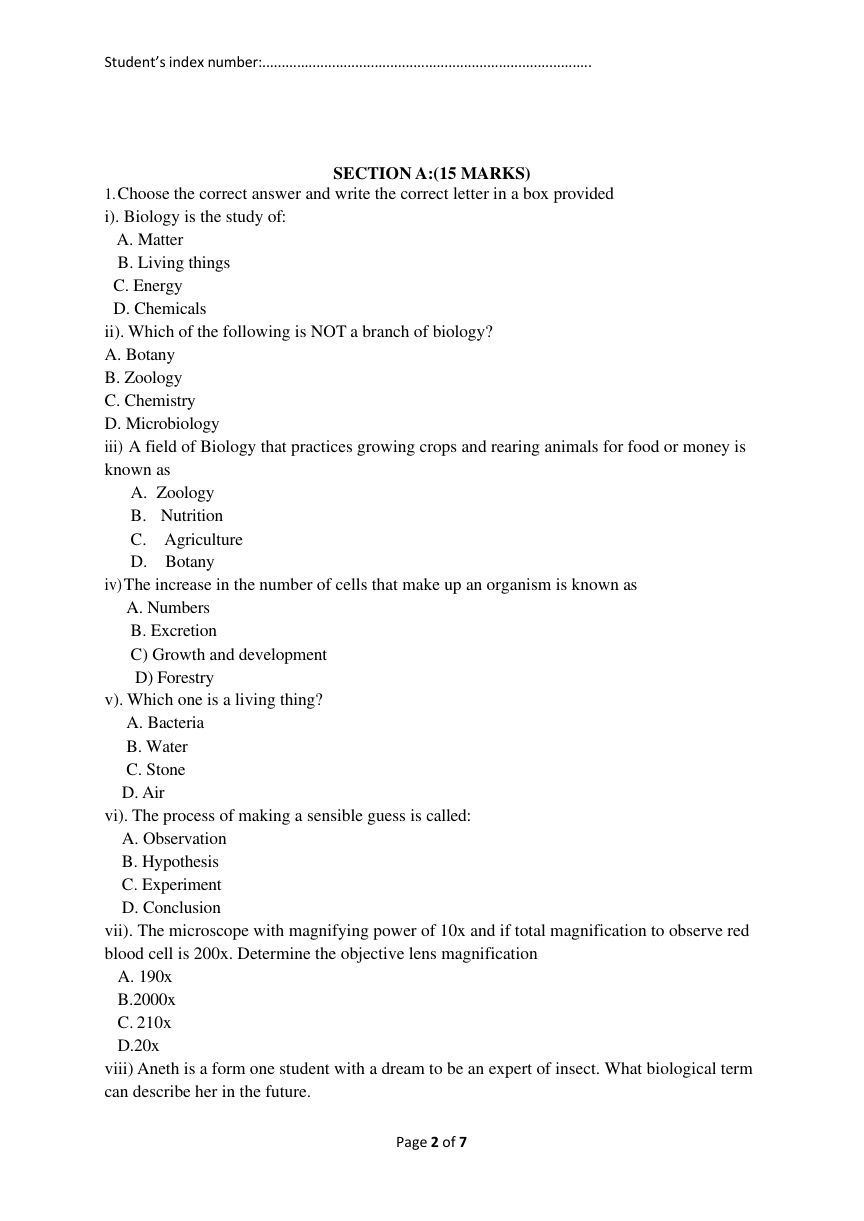 Student’s index number:.....................................................................................
SECTION A:(15 MARKS)
1.Choose the correct answer and write the correct letter in a box provided
i). Biology is the study of:
A. Matter
B. Living things
C. Energy
D. Chemicals
ii). Which of the following is NOT a branch of biology?
A. Botany
B. Zoology
C. Chemistry
D. Microbiology
iii) A field of Biology that practices growing crops and rearing animals for food or money is
known as
A. Zoology
B. Nutrition
C. Agriculture
D. Botany
iv)The increase in the number of cells that make up an organism is known as
A. Numbers
B. Excretion
C) Growth and development
D) Forestry
v). Which one is a living thing?
A. Bacteria
B. Water
C. Stone
D. Air
vi). The process of making a sensible guess is called:
A. Observation
B. Hypothesis
C. Experiment
D. Conclusion
vii). The microscope with magnifying power of 10x and if total magnification to observe red
blood cell is 200x. Determine the objective lens magnification
A. 190x
B.2000x
C. 210x
D.20x
viii) Aneth is a form one student with a dream to be an expert of insect. What biological term
can describe her in the future.
Page 2 of 7